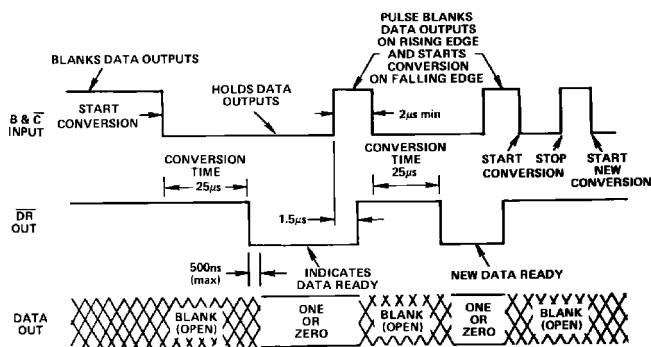 PULSE BLANKS
DATA OUTPUTS
ON RISING EDGE
AND STARTS
CONVERSION
ON FALLING EDGE
BLANKS DATA OUTPUTS
HOLDS DATA
OUTPUTS
B & C̅
INPUT
START
CONVERSION
2μs min
CONVERSION
TIME
25μs
CONVERSION
TIME
25μs
START
CONVERSION
STOP
START
NEW
CONVERSION
D̅R̅
OUT
1.5μs
500ns
(max)
INDICATES
DATA READY
NEW DATA READY
DATA
OUT
BLANK
(OPEN)
ONE
OR
ZERO
BLANK
(OPEN)
ONE
OR
ZERO
BLANK
(OPEN)